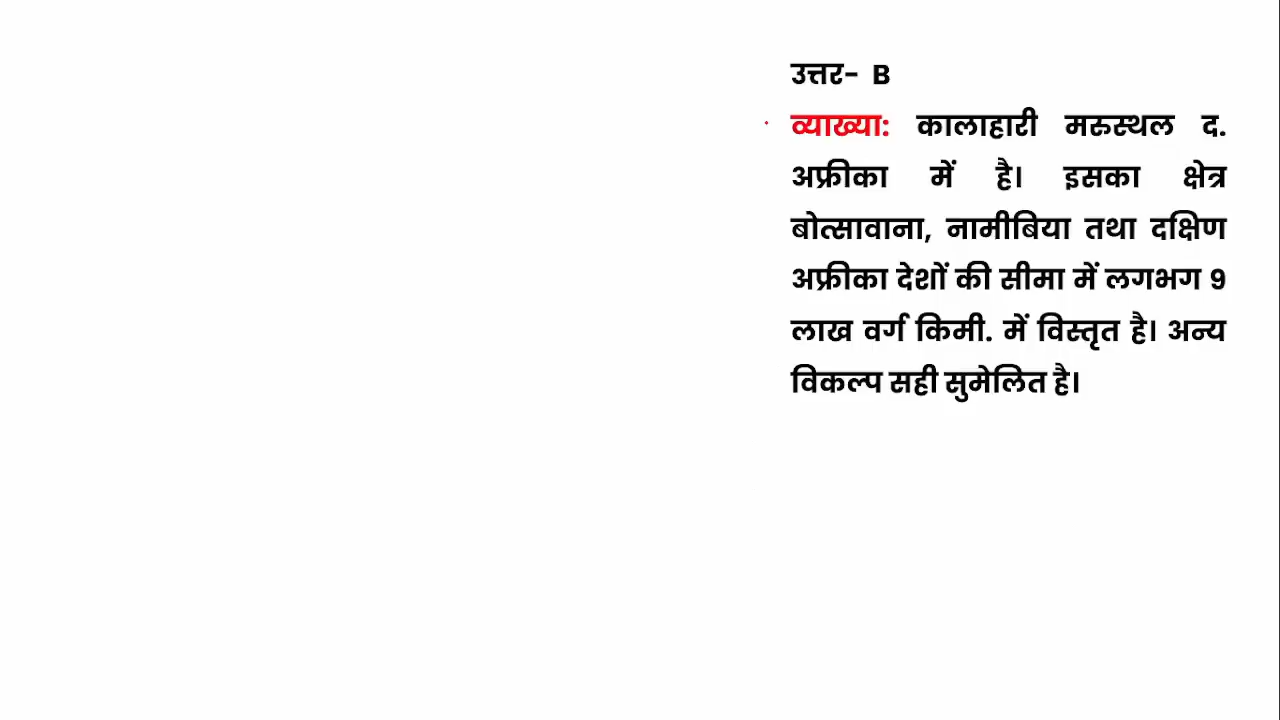 उत्तर- B
व्याख्या: कालाहारी मरुस्थल द.
अफ्रीका में है। इसका क्षेत्र
बोत्सावाना, नामीबिया तथा दक्षिण
अफ्रीका देशों की सीमा में लगभग 9
लाख वर्ग किमी. में विस्तृत है। अन्य
विकल्प सही सुमेलित है।